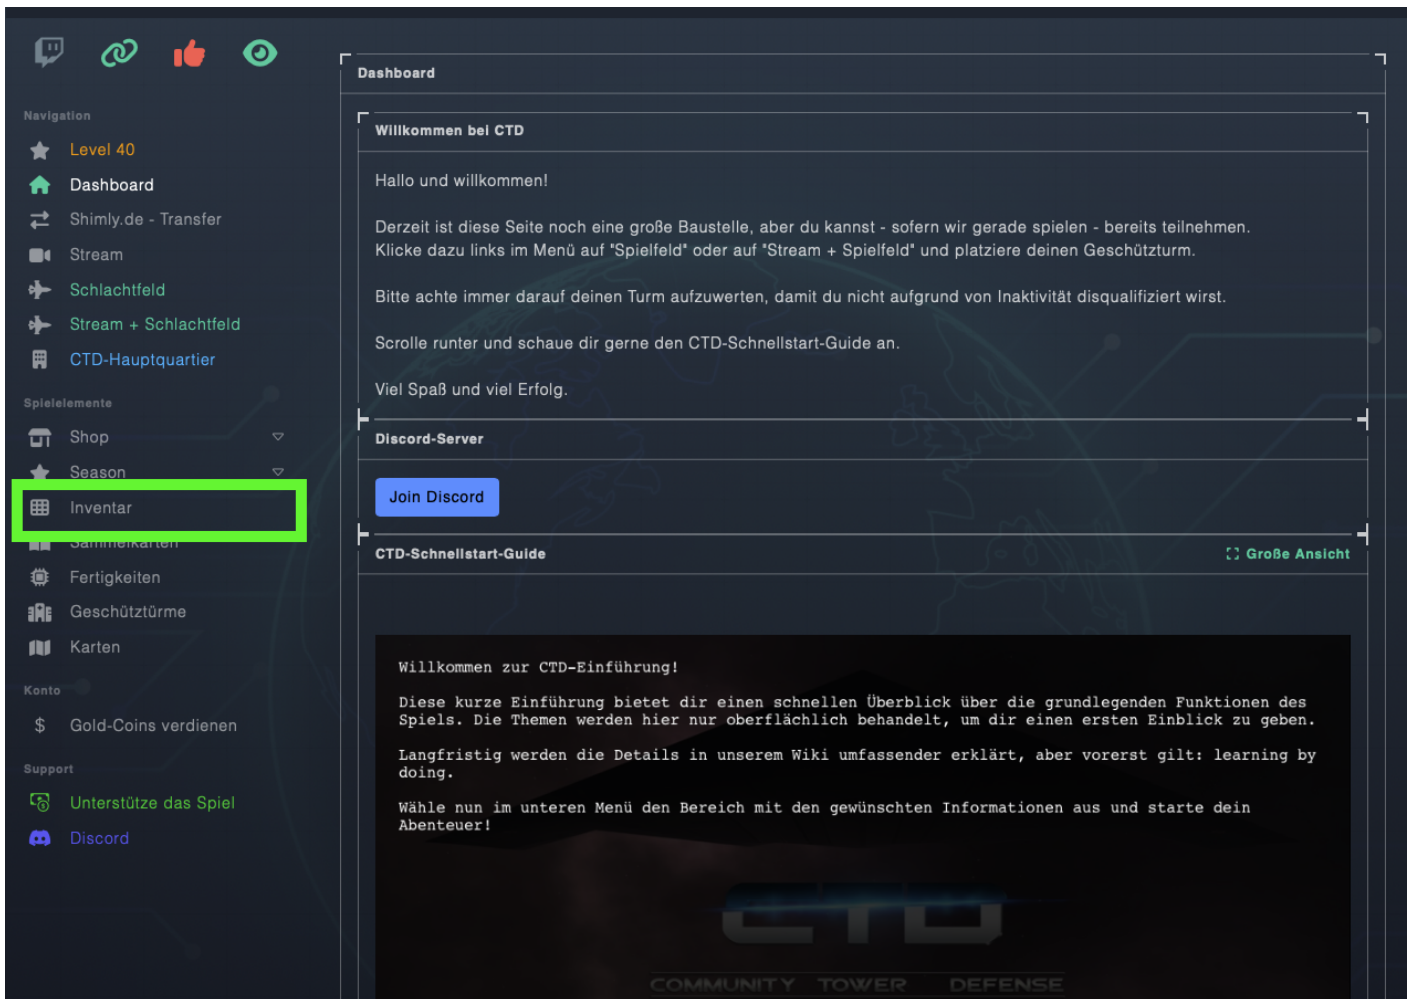 Navigation
Level 40
Dashboard
Shimly.de - Transfer
Stream
Schlachtfeld
Stream + Schlachtfeld
CTD-Hauptquartier
Spielelemente
Shop
Season
Inventar
Sammelkarten
Fertigkeiten
Geschütztürme
Karten
Konto
$ Gold-Coins verdienen
Support
Unterstütze das Spiel
Discord
Dashboard
Willkommen bei CTD
Hallo und willkommen!
Derzeit ist diese Seite noch eine große Baustelle, aber du kannst - sofern wir gerade spielen - bereits teilnehmen.
Klicke dazu links im Menü auf "Spielfeld" oder auf "Stream + Spielfeld" und platziere deinen Geschützturm.
Bitte achte immer darauf deinen Turm aufzuwerten, damit du nicht aufgrund von Inaktivität disqualifiziert wirst.
Scrolle runter und schaue dir gerne den CTD-Schnellstart-Guide an.
Viel Spaß und viel Erfolg.
Discord-Server
Join Discord
CTD-Schnellstart-Guide
Große Ansicht
Willkommen zur CTD-Einführung!
Diese kurze Einführung bietet dir einen schnellen Überblick über die grundlegenden Funktionen des
Spiels. Die Themen werden hier nur oberflächlich behandelt, um dir einen ersten Einblick zu geben.
Langfristig werden die Details in unserem Wiki umfassender erklärt, aber vorerst gilt: learning by
doing.
Wähle nun im unteren Menü den Bereich mit den gewünschten Informationen aus und starte dein
Abenteuer!
CTD
COMMUNITY TOWER DEFENSE